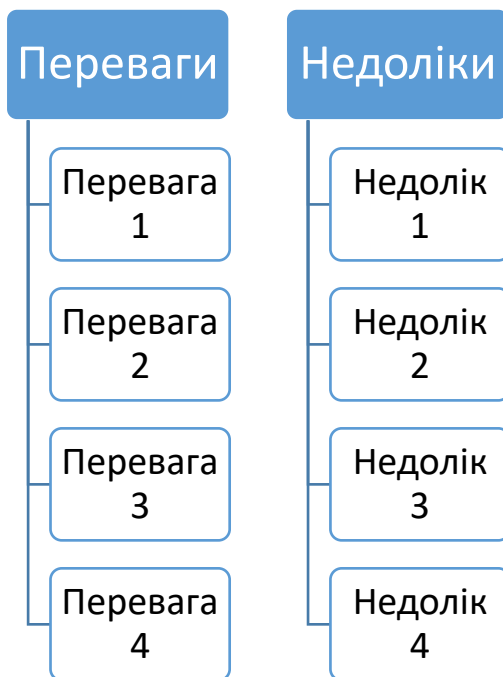 Переваги
Перевага
1
Перевага
2
Перевага
3
Перевага
4
Недоліки
Недолік
1
Недолік
2
Недолік
3
Недолік
4